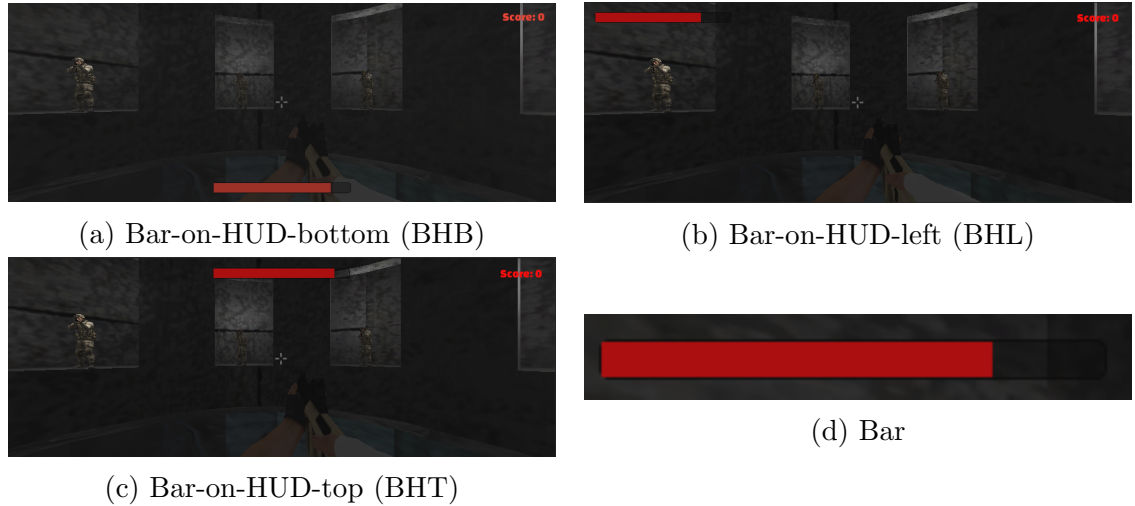 Score: 0
Score: 0
(a) Bar-on-HUD-bottom (BHB)
(b) Bar-on-HUD-left (BHL)
Score: 0
(d) Bar
(c) Bar-on-HUD-top (BHT)